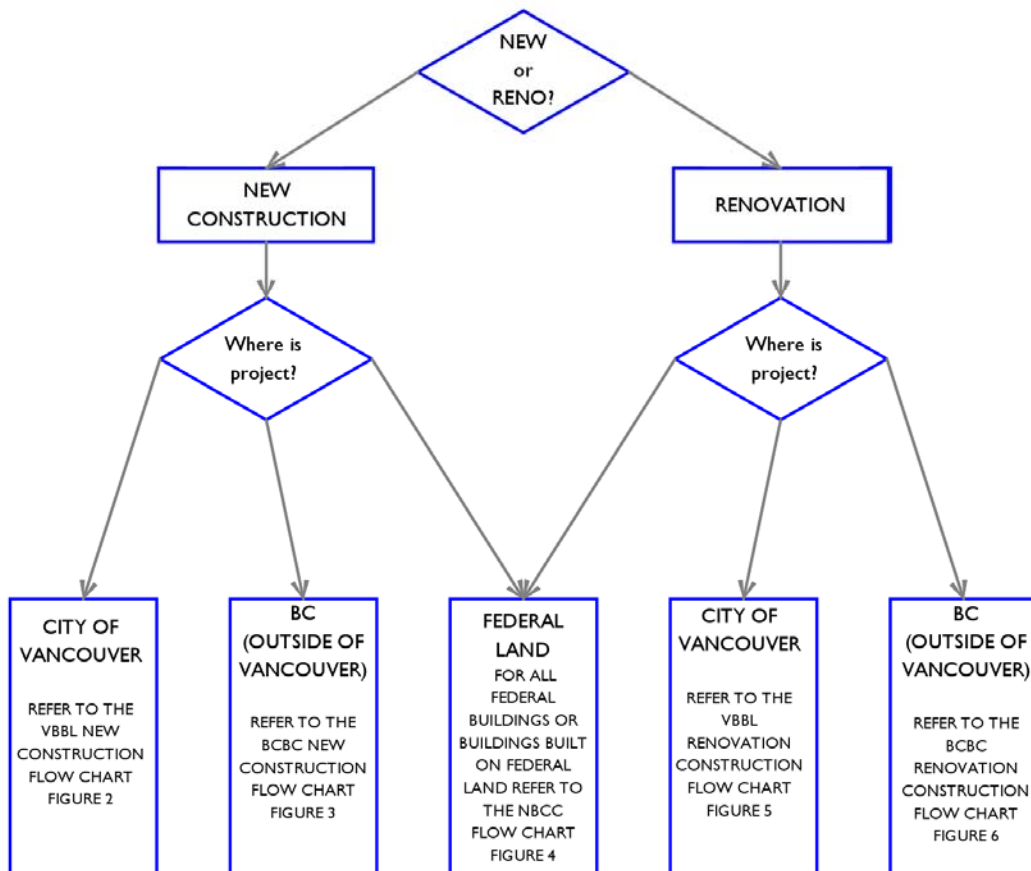 NEW
or
RENO?
NEW
CONSTRUCTION
RENOVATION
Where is
project?
Where is
project?
CITY OF
VANCOUVER
REFER TO THE
VBBL NEW
CONSTRUCTION
FLOW CHART
FIGURE 2
BC
(OUTSIDE OF
VANCOUVER)
REFER TO THE
BCBC NEW
CONSTRUCTION
FLOW CHART
FIGURE 3
FEDERAL
LAND
FOR ALL
FEDERAL
BUILDINGS OR
BUILDINGS BUILT
ON FEDERAL
LAND REFER TO
THE NBCC
FLOW CHART
FIGURE 4
CITY OF
VANCOUVER
REFER TO THE
VBBL
RENOVATION
CONSTRUCTION
FLOW CHART
FIGURE 5
BC
(OUTSIDE OF
VANCOUVER)
REFER TO THE
BCBC
RENOVATION
CONSTRUCTION
FLOW CHART
FIGURE 6